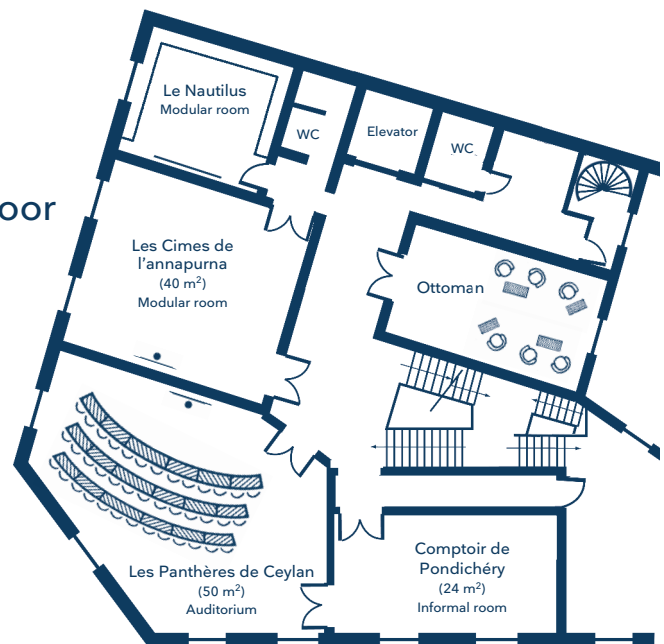 Le Nautilus
Modular room
WC
Elevator
WC
oor
Les Cimes de
l'annapurna
(40 m²)
Modular room
Ottoman
Les Panthères de Ceylan
(50 m²)
Auditorium
Comptoir de
Pondichéry
(24 m²)
Informal room